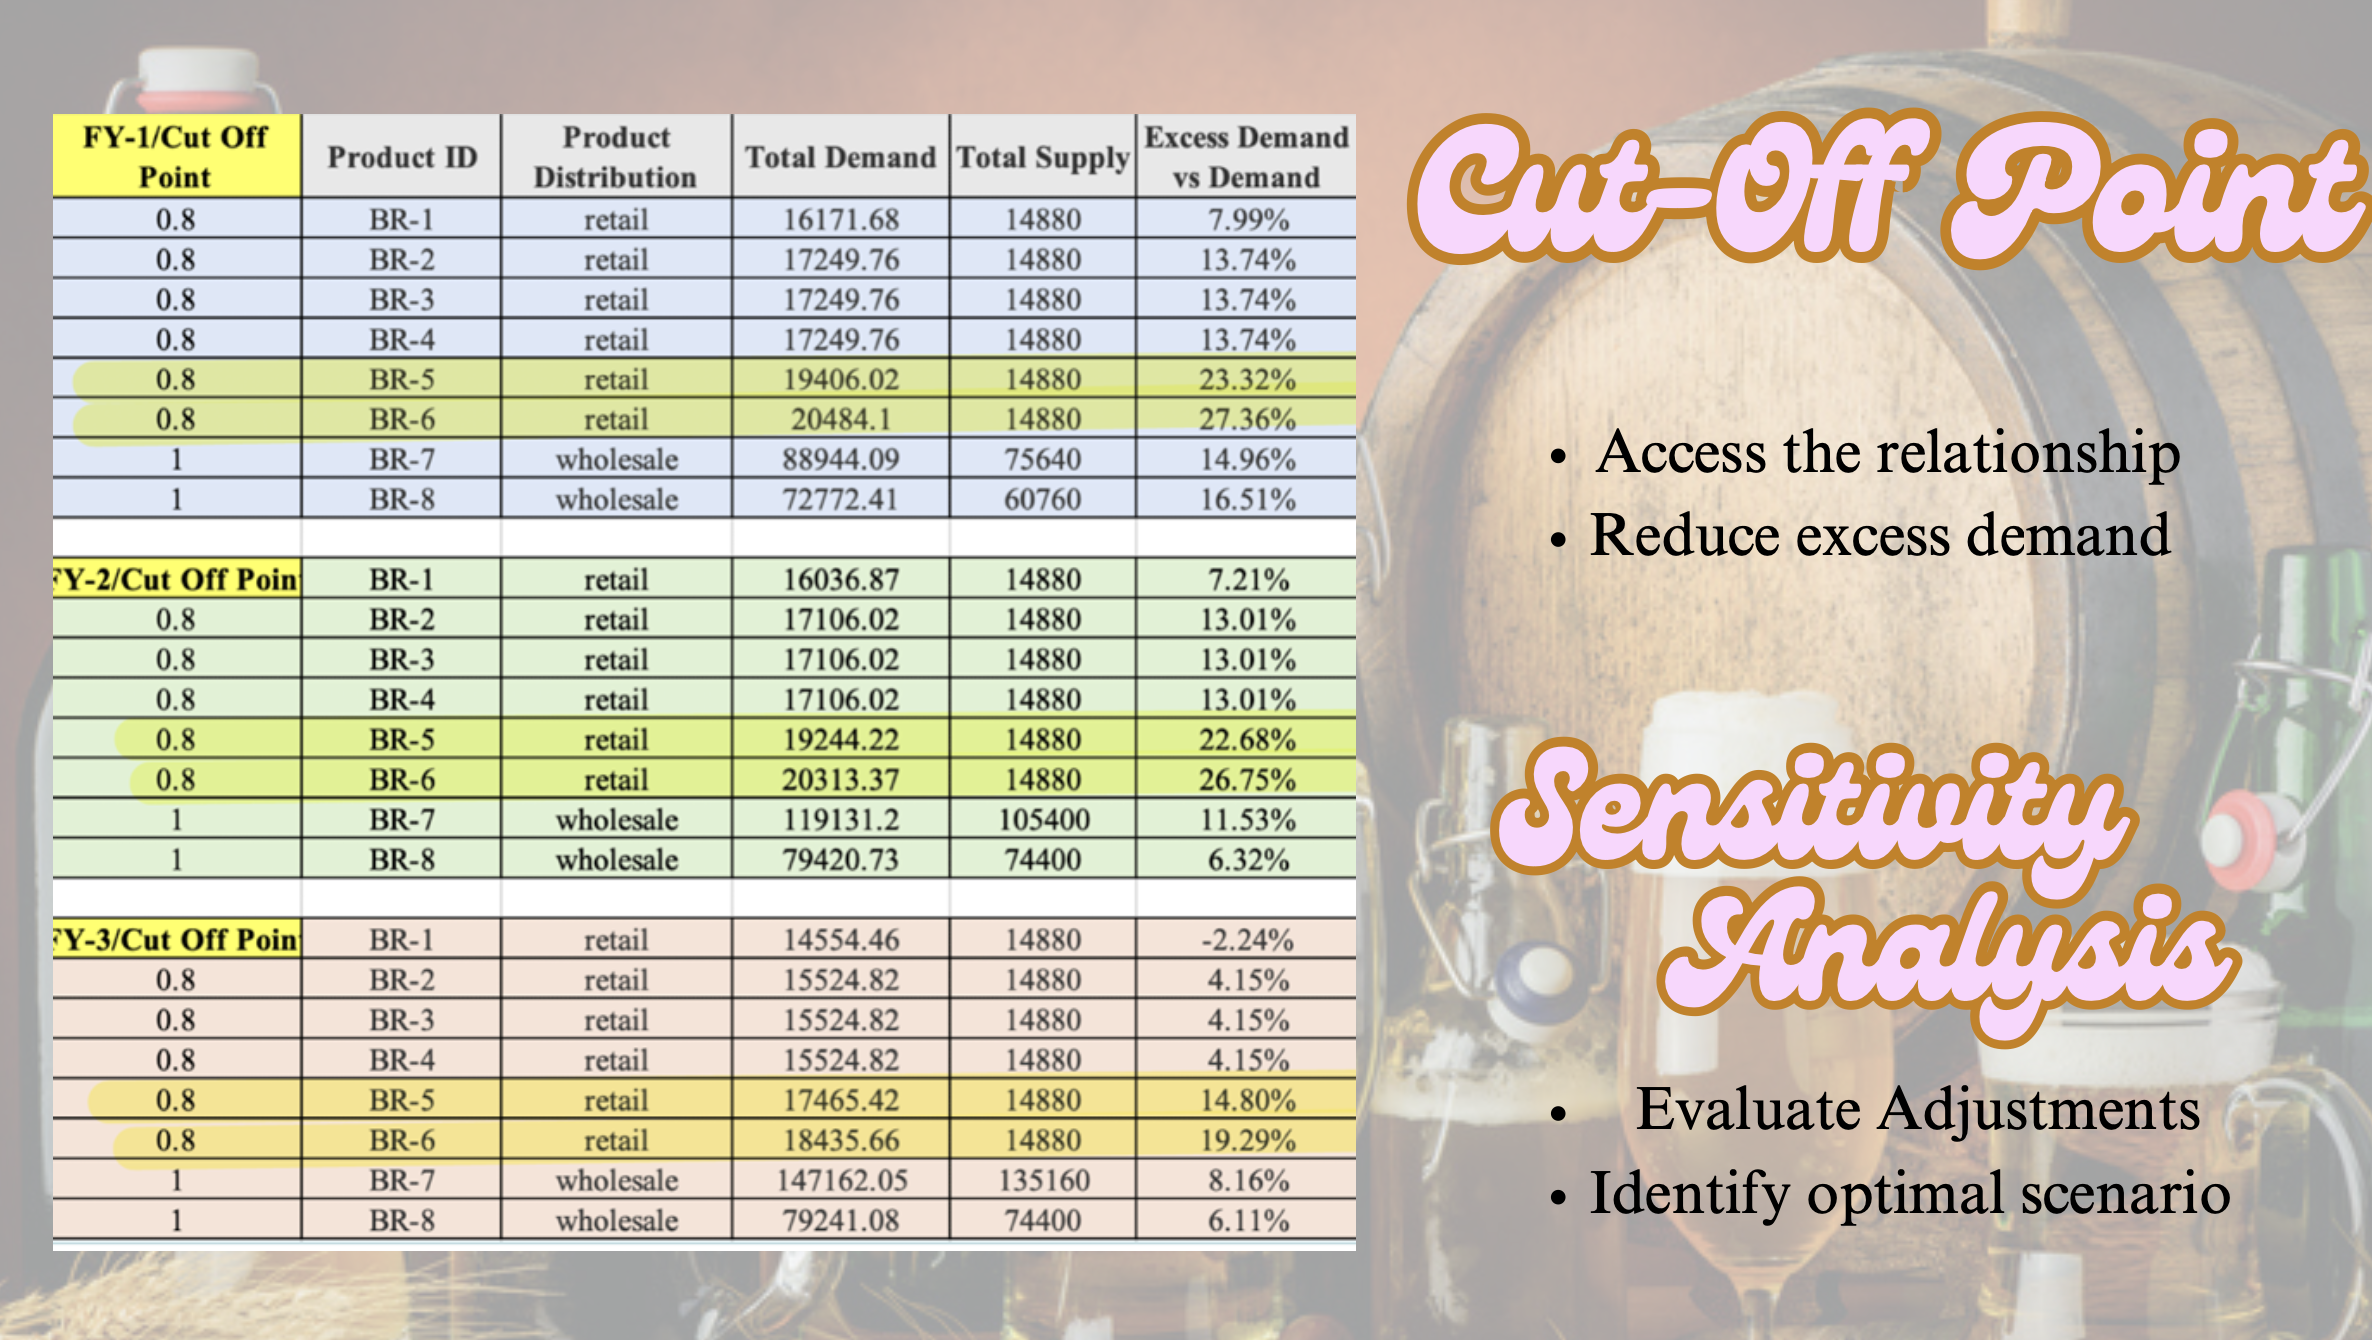 FY-1/Cut Off Point Product ID Product Distribution Total Demand Total Supply Excess Demand vs Demand
0.8 BR-1 retail 16171.68 14880 7.99%
0.8 BR-2 retail 17249.76 14880 13.74%
0.8 BR-3 retail 17249.76 14880 13.74%
0.8 BR-4 retail 17249.76 14880 13.74%
0.8 BR-5 retail 19406.02 14880 23.32%
0.8 BR-6 retail 20484.1 14880 27.36%
1 BR-7 wholesale 88944.09 75640 14.96%
1 BR-8 wholesale 72772.41 60760 16.51%
FY-2/Cut Off Poin BR-1 retail 16036.87 14880 7.21%
0.8 BR-2 retail 17106.02 14880 13.01%
0.8 BR-3 retail 17106.02 14880 13.01%
0.8 BR-4 retail 17106.02 14880 13.01%
0.8 BR-5 retail 19244.22 14880 22.68%
0.8 BR-6 retail 20313.37 14880 26.75%
1 BR-7 wholesale 119131.2 105400 11.53%
1 BR-8 wholesale 79420.73 74400 6.32%
FY-3/Cut Off Poin BR-1 retail 14554.46 14880 -2.24%
0.8 BR-2 retail 15524.82 14880 4.15%
0.8 BR-3 retail 15524.82 14880 4.15%
0.8 BR-4 retail 15524.82 14880 4.15%
0.8 BR-5 retail 17465.42 14880 14.80%
0.8 BR-6 retail 18435.66 14880 19.29%
1 BR-7 wholesale 147162.05 135160 8.16%
1 BR-8 wholesale 79241.08 74400 6.11%
Cut-Off Point
• Access the relationship
• Reduce excess demand
Sensitivity
Analysis
• Evaluate Adjustments
• Identify optimal scenario